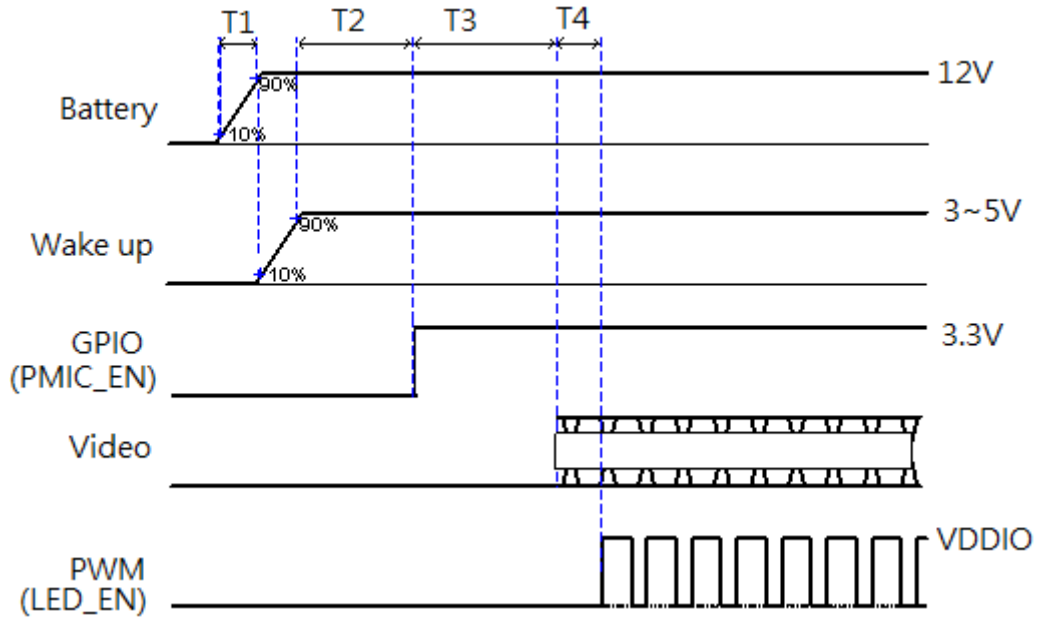 T1 T2 T3 T4
Battery 90% 10% 12V
Wake up 90% 10% 3~5V
GPIO
(PMIC_EN) 3.3V
Video
PWM
(LED_EN) VDDIO